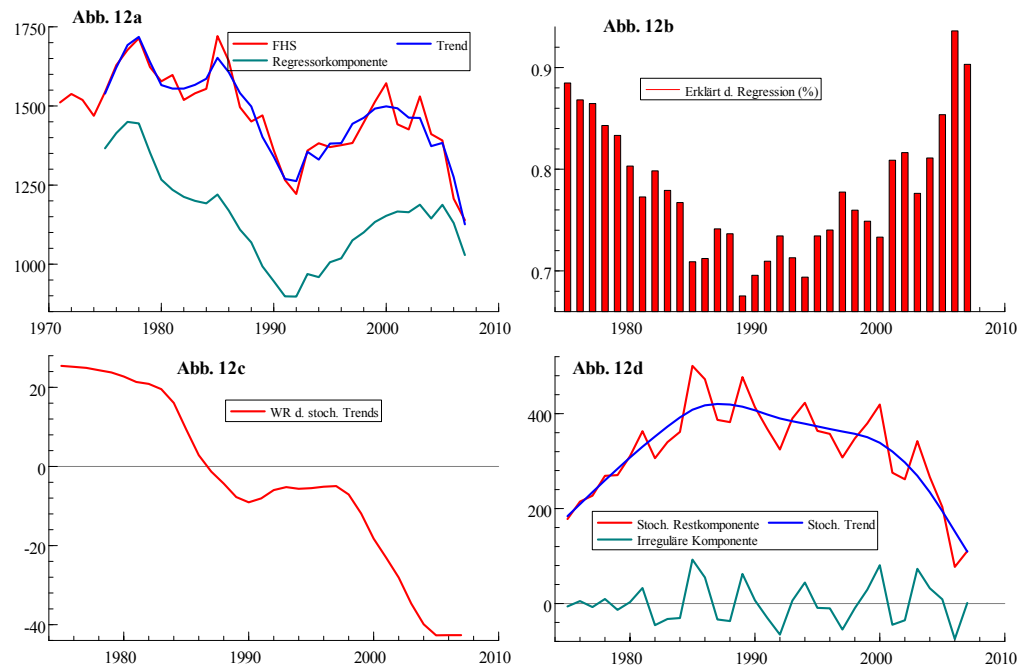 Abb. 12a
1750
1500
1250
1000
FHS
Trend
Regressorkomponente
1970
1980
1990
2000
2010
Abb. 12b
0.9
0.8
0.7
Erklärt d. Regression (%)
1980
1990
2000
2010
Abb. 12c
20
0
-20
-40
WR d. stoch. Trends
1980
1990
2000
2010
Abb. 12d
400
200
0
Stoch. Restkomponente
Stoch. Trend
Irreguläre Komponente
1980
1990
2000
2010